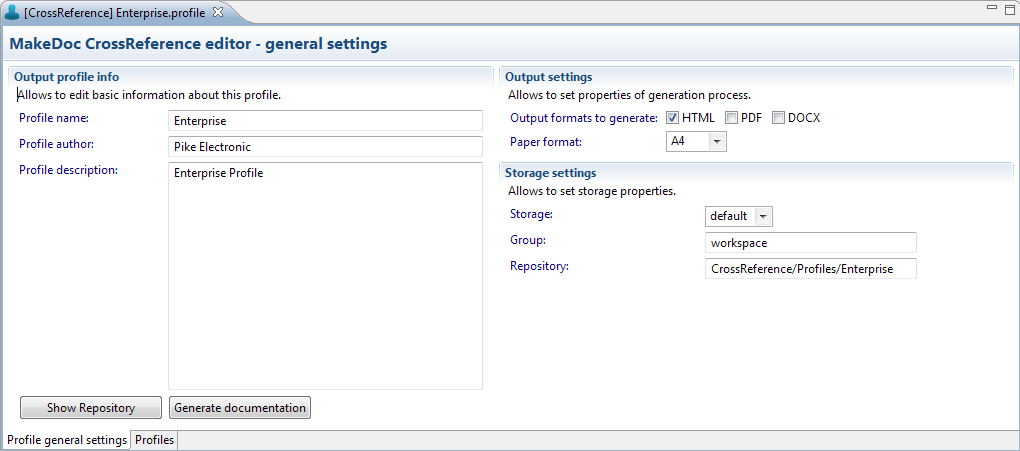 [CrossReference] Enterprise.profile
MakeDoc CrossReference editor - general settings
Output profile info
Allows to edit basic information about this profile.
Profile name:
Enterprise
Profile author:
Pike Electronic
Profile description:
Enterprise Profile
Show Repository
Generate documentation
Output settings
Allows to set properties of generation process.
Output formats to generate: HTML PDF DOCX
Paper format: A4
Storage settings
Allows to set storage properties.
Storage: default
Group: workspace
Repository: CrossReference/Profiles/Enterprise
Profile general settings Profiles